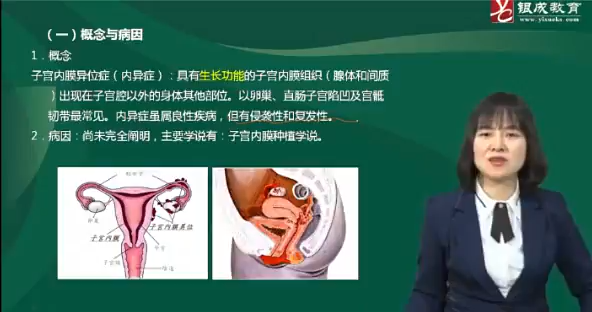 银成教育
www.yixueks.com
（一）概念与病因
1．概念
子宫内膜异位症（内异症）：具有生长功能的子宫内膜组织（腺体和间质
）出现在子宫腔以外的身体其他部位。以卵巢、直肠子宫陷凹及宫骶
韧带最常见。内异症虽属良性疾病，但有侵袭性和复发性。
2．病因：尚未完全阐明，主要学说有：子宫内膜种植学说。
子宫内膜
子宫内膜异位